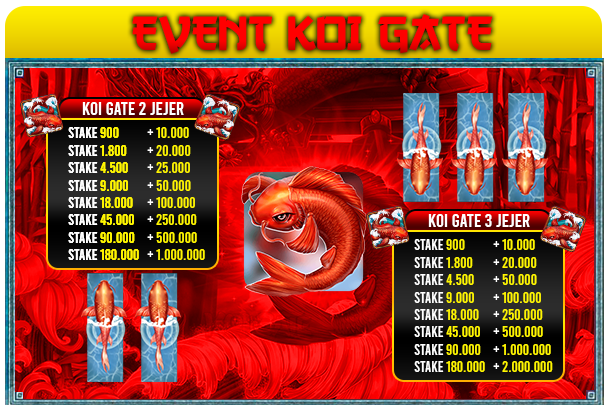 EVENT KOI GATE
KOI GATE 2 JEJER
STAKE 900 + 10.000
STAKE 1.800 + 20.000
STAKE 4.500 + 25.000
STAKE 9.000 + 50.000
STAKE 18.000 + 100.000
STAKE 45.000 + 250.000
STAKE 90.000 + 500.000
STAKE 180.000 + 1.000.000
KOI GATE 3 JEJER
STAKE 900 + 10.000
STAKE 1.800 + 20.000
STAKE 4.500 + 50.000
STAKE 9.000 + 100.000
STAKE 18.000 + 250.000
STAKE 45.000 + 500.000
STAKE 90.000 + 1.000.000
STAKE 180.000 + 2.000.000